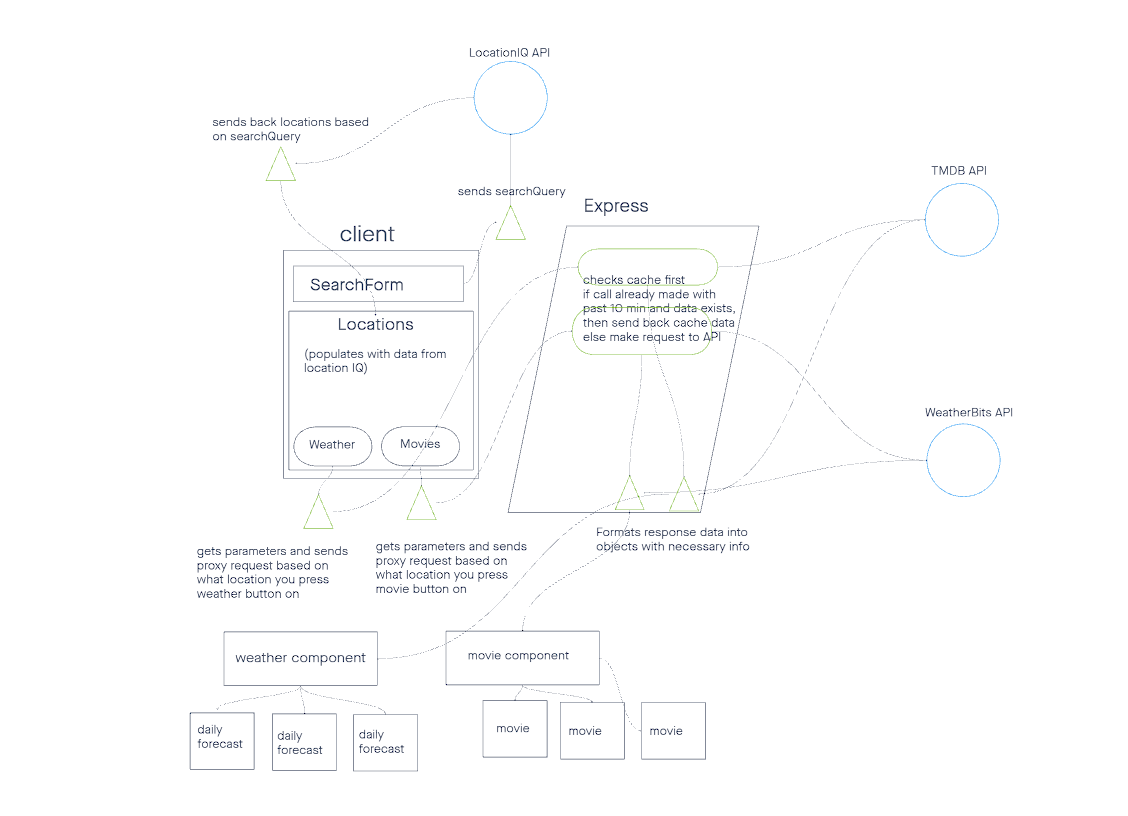 LocationIQ API
sends back locations based
on searchQuery
TMDB API
sends searchQuery
Express
client
SearchForm
checks cache first
if call already made with
past 10 min and data exists,
then send back cache data
else make request to API
Locations
(populates with data from
location IQ)
WeatherBits API
Weather
Movies
Formats response data into
objects with necessary info
gets parameters and sends
proxy request based on
what location you press
weather button on
gets parameters and sends
proxy request based on
what location you press
movie button on
weather component
movie component
daily
forecast
daily
forecast
daily
forecast
movie
movie
movie